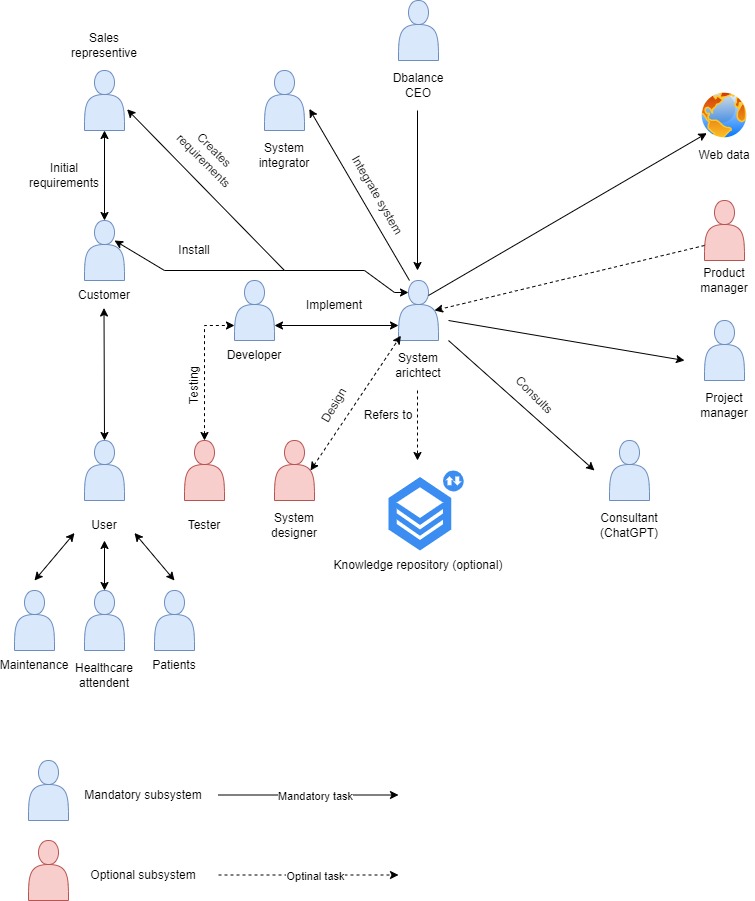 Sales
representive
Dbalance
CEO
System
integrator
Creates
requirements
Integrate system
Web data
Initial
requirements
Customer
Install
Product
manager
Implement
Developer
System
arichtect
Project
manager
Testing
Design
Refers to
Consults
User
Tester
System
designer
Consultant
(ChatGPT)
Knowledge repository (optional)
Maintenance
Healthcare
attendent
Patients
Mandatory subsystem
Mandatory task
Optional subsystem
Optinal task